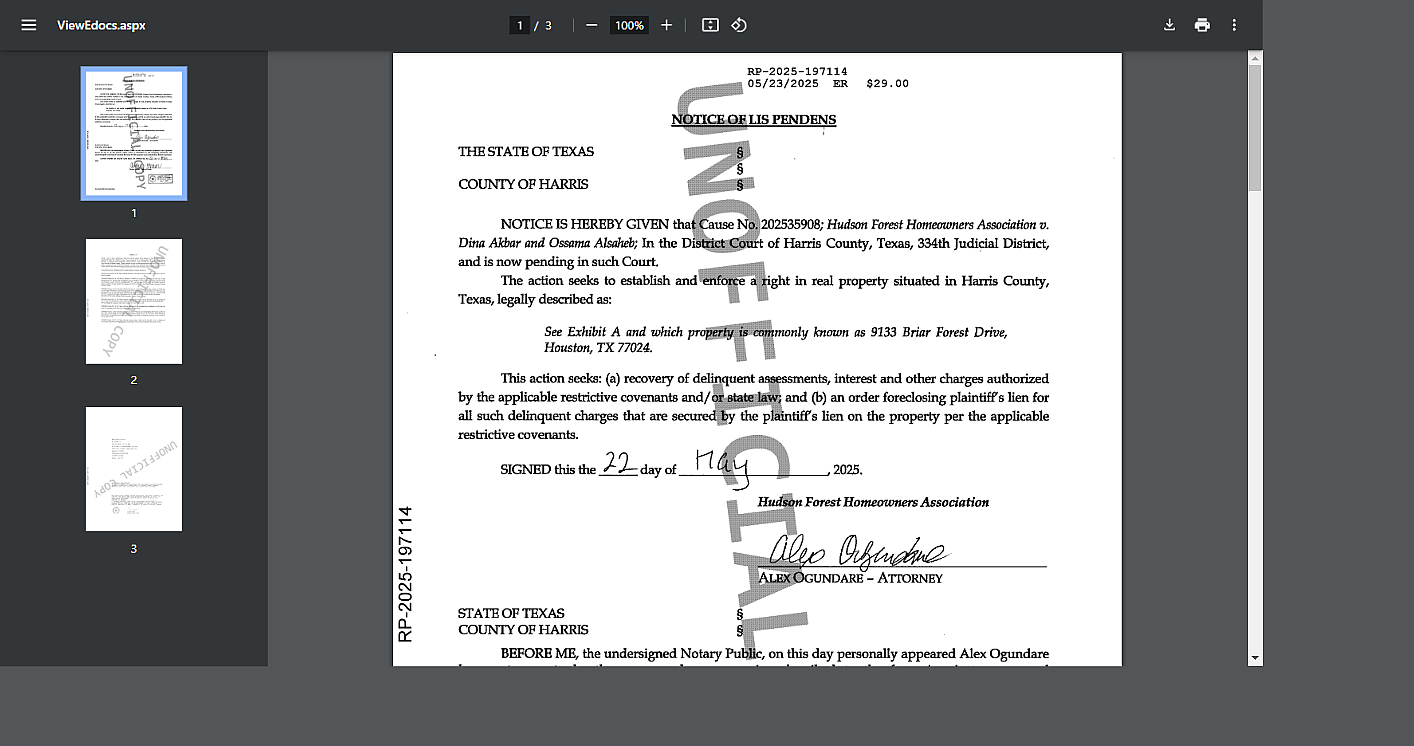 ViewEdocs.aspx
1 / 3
100%
RP-2025-197114
05/23/2025 ER $29.00
NOTICE OF LIS PENDENS
THE STATE OF TEXAS §
§
COUNTY OF HARRIS §
NOTICE IS HEREBY GIVEN that Cause No. 202535908; Hudson Forest Homeowners Association v.
Dina Akbar and Ossama Alsaheb; In the District Court of Harris County, Texas, 334th Judicial District,
and is now pending in such Court.
The action seeks to establish and enforce a right in real property situated in Harris County,
Texas, legally described as:
See Exhibit A and which property is commonly known as 9133 Briar Forest Drive,
Houston, TX 77024.
This action seeks: (a) recovery of delinquent assessments, interest and other charges authorized
by the applicable restrictive covenants and/or state law; and (b) an order foreclosing plaintiff's lien for
all such delinquent charges that are secured by the plaintiff's lien on the property per the applicable
restrictive covenants.
SIGNED this the 22 day of May, 2025.
Hudson Forest Homeowners Association
Alex Ogundare
ALEX OGUNDARE – ATTORNEY
STATE OF TEXAS §
COUNTY OF HARRIS §
BEFORE ME, the undersigned Notary Public, on this day personally appeared Alex Ogundare
RP-2025-197114
UNOFFICIAL
1
UNOFFICIAL COPY
2
UNOFFICIAL COPY
3
UNOFFICIAL COPY